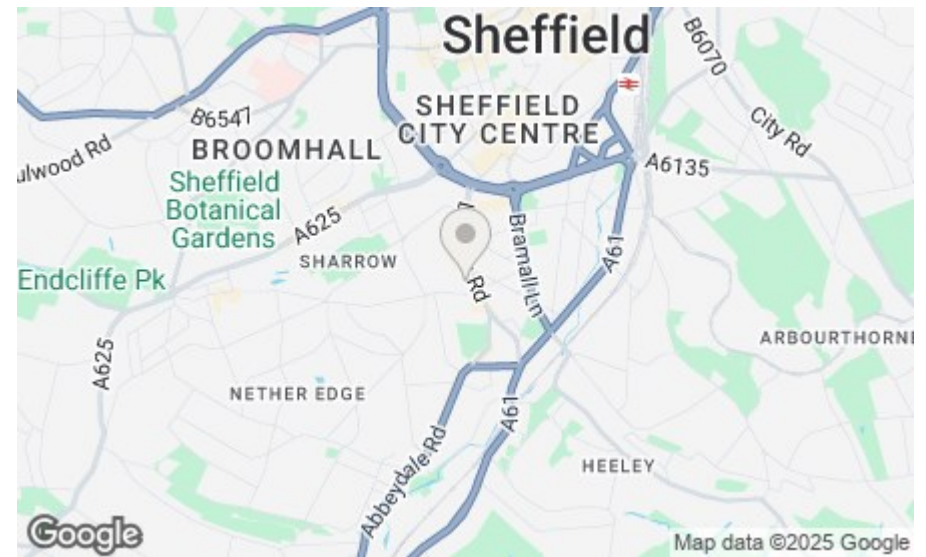 Sheffield
B6070
SHEFFIELD
CITY CENTRE
City Rd
B6547
BROOMHALL
ulwood Rd
A6135
Sheffield
Botanical
Gardens
A625
Bramall Ln
A61
SHARROW
Endcliffe Pk
Rd
ARBOURTHORN
A625
NETHER EDGE
A61
Abbeydale Rd
HEELEY
Google
Map data ©2025 Google